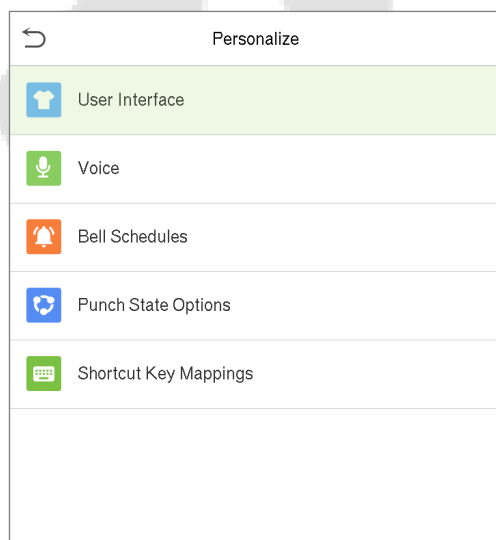 Personalize
User Interface
Voice
Bell Schedules
Punch State Options
Shortcut Key Mappings